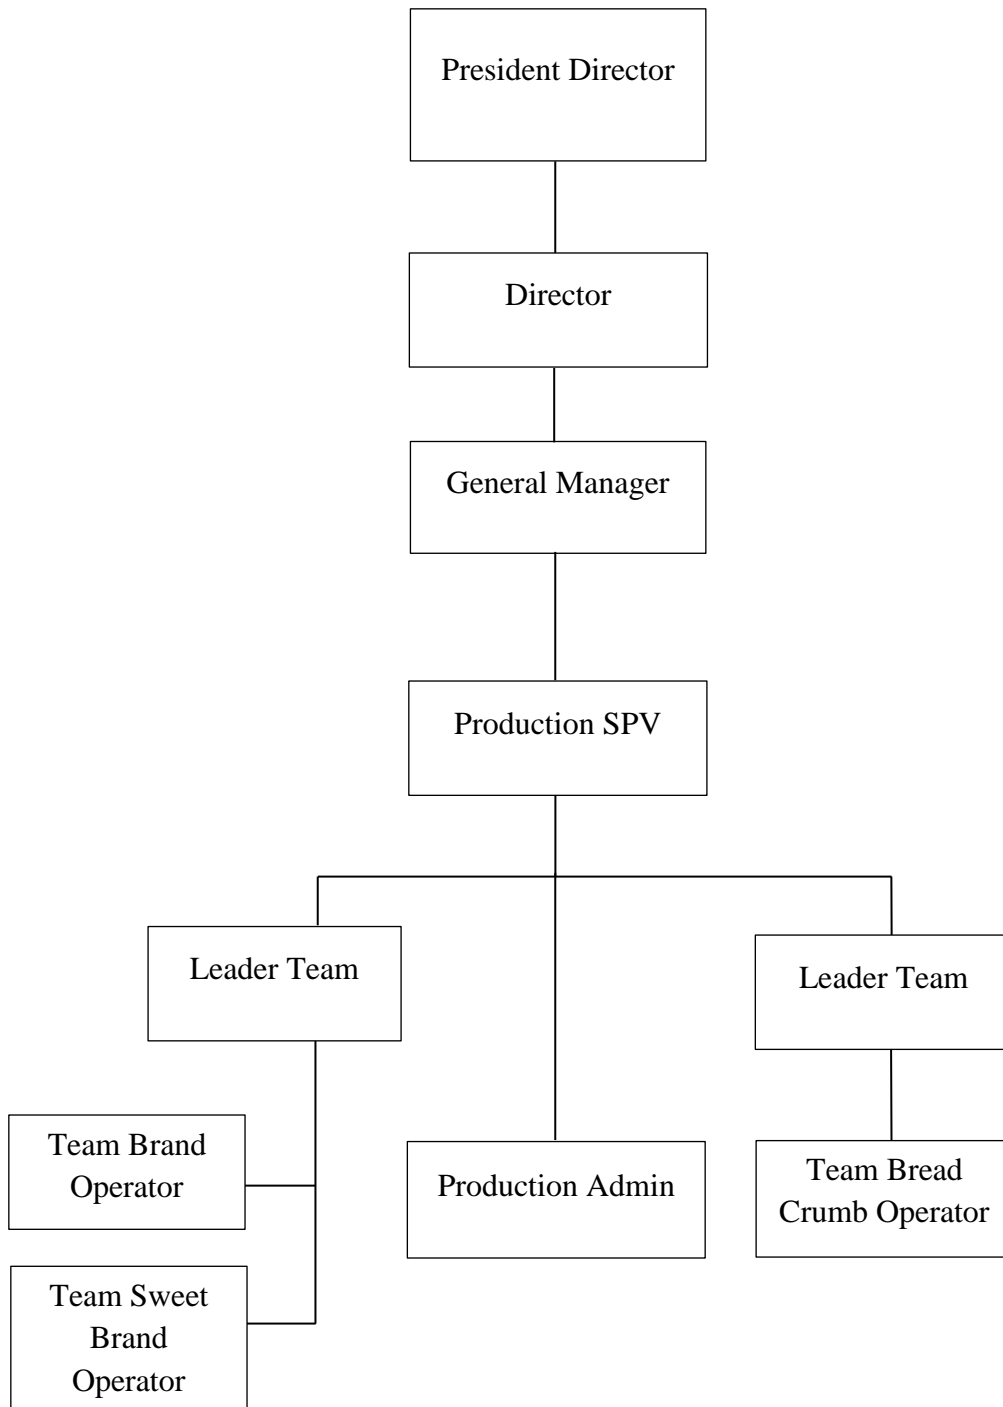 President Director
Director
General Manager
Production SPV
Leader Team
Leader Team
Team Brand
Operator
Production Admin
Team Bread
Crumb Operator
Team Sweet
Brand
Operator